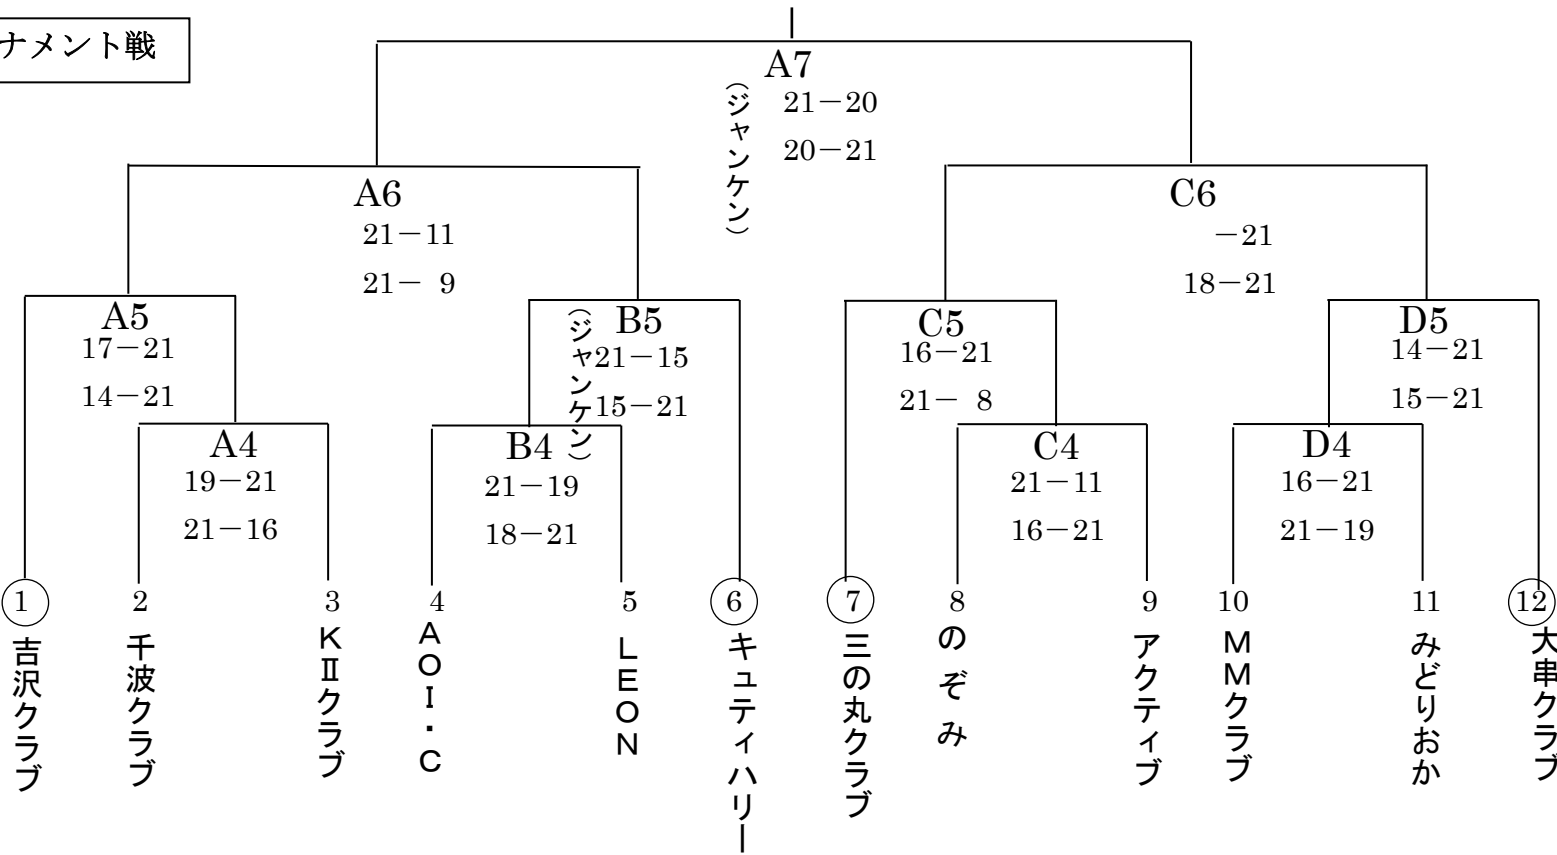 ナメント戦
A7
(ジャンケン)
21－20
20－21
A6
21－11
21－ 9
C6
－21
18－21
A5
17－21
14－21
B5
(ジャンケン)
21－15
15－21
C5
16－21
21－ 8
D5
14－21
15－21
A4
19－21
21－16
B4
21－19
18－21
C4
21－11
16－21
D4
16－21
21－19
1
2
3
4
5
6
7
8
9
10
11
12
吉沢クラブ
千波クラブ
KⅡクラブ
AOI・C
LEON
キュティハリー
三の丸クラブ
のぞみ
アクティブ
MMクラブ
みどりおか
大串クラブ